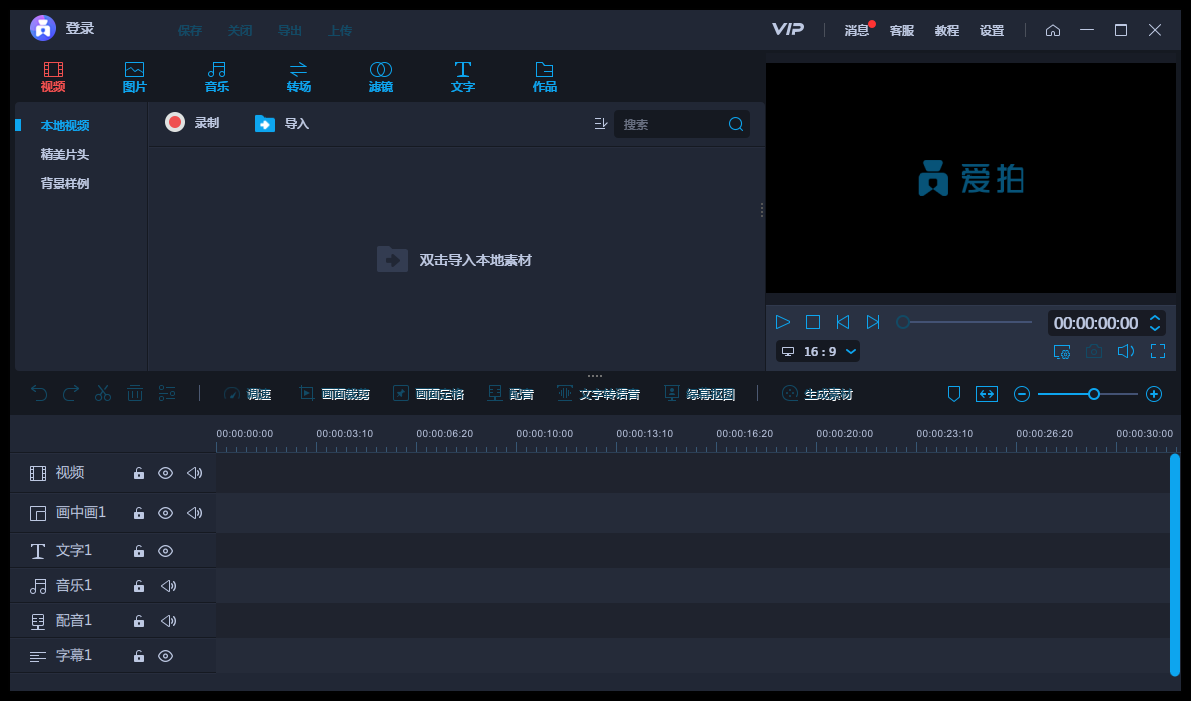 登录 保存 关闭 导出 上传 VIP 消息 客服 教程 设置
视频 图片 音乐 转场 滤镜 文字 作品
本地视频
精美片头
背景样例
录制 导入 搜索
双击导入本地素材
爱拍
00:00:00:00
16:9
调速 画面裁剪 画面定格 配音 文字转语音 绿幕抠图 生成素材
00:00:00:00 00:00:03:10 00:00:06:20 00:00:10:00 00:00:13:10 00:00:16:20 00:00:20:00 00:00:23:10 00:00:26:20 00:00:30:00
视频
画中画1
文字1
音乐1
配音1
字幕1